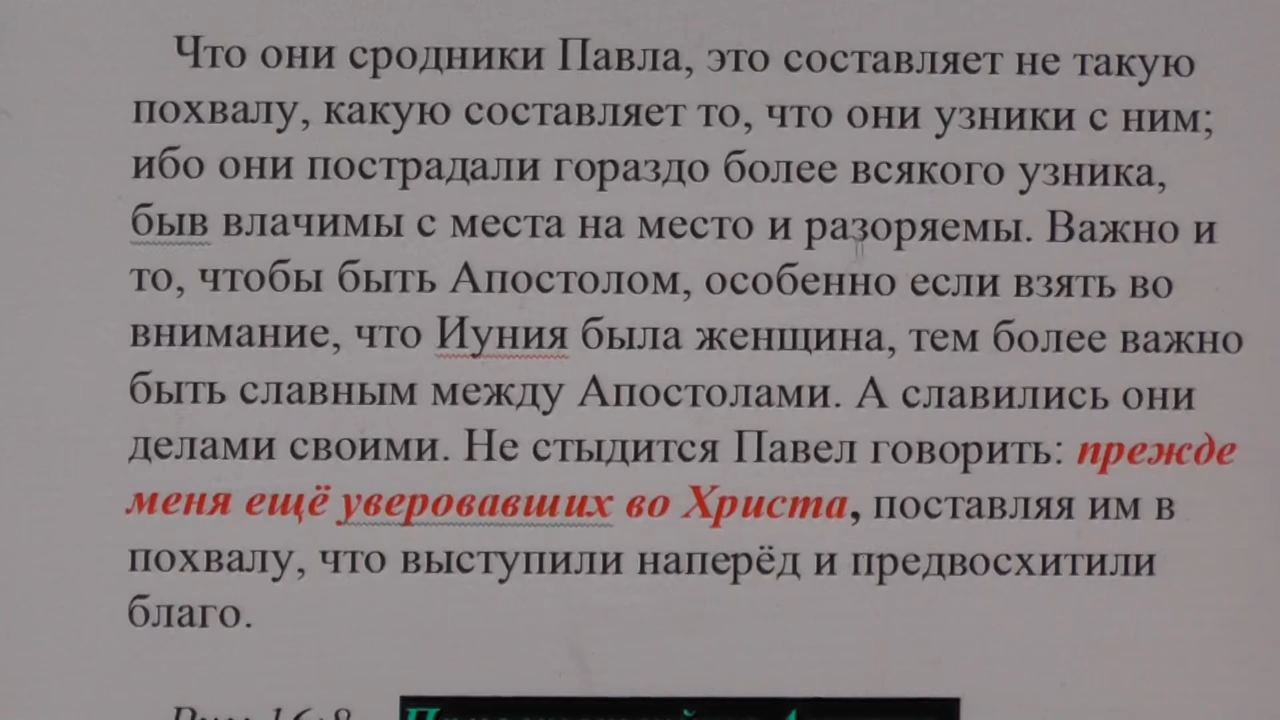 Что они сродники Павла, это составляет не такую
похвалу, какую составляет то, что они узники с ним;
ибо они пострадали гораздо более всякого узника,
быв влачимы с места на место и разоряемы. Важно и
то, чтобы быть Апостолом, особенно если взять во
внимание, что Иуния была женщина, тем более важно
быть славным между Апостолами. А славились они
делами своими. Не стыдится Павел говорить: прежде
меня ещё уверовавших во Христа, поставляя им в
похвалу, что выступили наперёд и предвосхитили
благо.